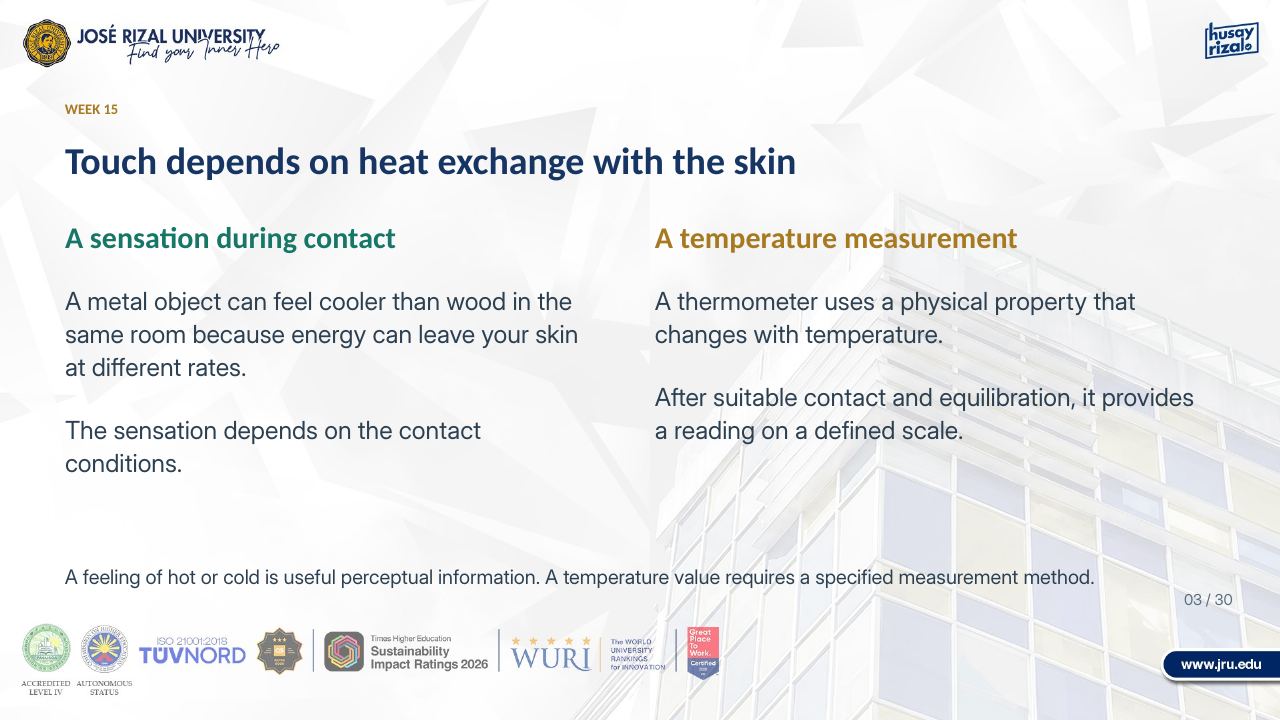 JOSÉ RIZAL UNIVERSITY
Find your Inner Hero
husay
rizal
WEEK 15
Touch depends on heat exchange with the skin
A sensation during contact
A metal object can feel cooler than wood in the
same room because energy can leave your skin
at different rates.
The sensation depends on the contact
conditions.
A temperature measurement
A thermometer uses a physical property that
changes with temperature.
After suitable contact and equilibration, it provides
a reading on a defined scale.
A feeling of hot or cold is useful perceptual information. A temperature value requires a specified measurement method.
03 / 30
ACCREDITED
LEVEL IV
AUTONOMOUS
STATUS
ISO 21001:2018
TÜVNORD
Times Higher Education
Sustainability
Impact Ratings 2026
WURI
The WORLD
UNIVERSITY
RANKINGS
for INNOVATION
Great
Place
To
Work.
Certified
www.jru.edu